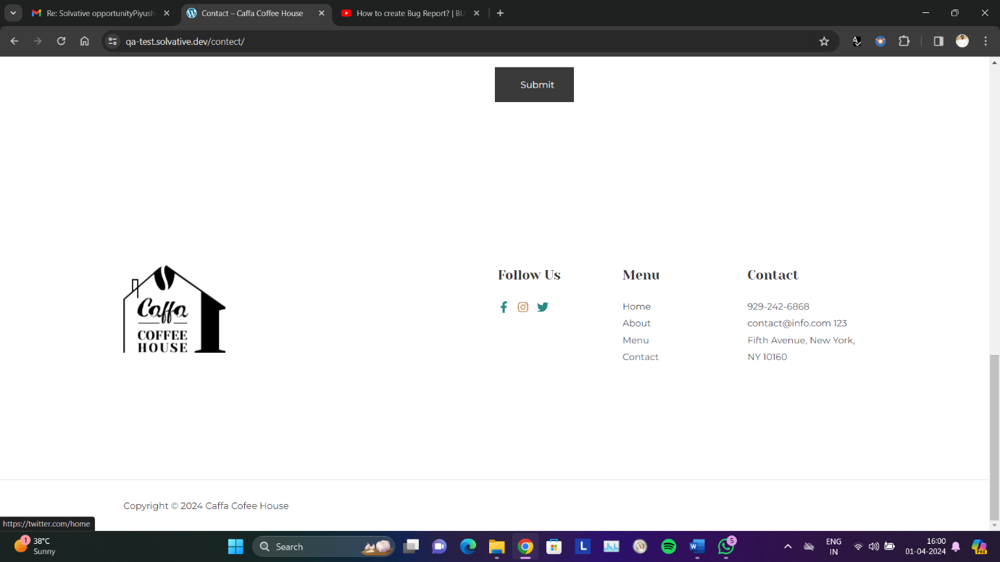 Re: Solvative opportunityPiyush
Contact – Caffa Coffee House
How to create Bug Report? | BU
qa-test.solvative.dev/contect/
Submit
Caffa
COFFEE
HOUSE
Follow Us
Menu
Home
About
Menu
Contact
Contact
929-242-6868
contact@info.com 123
Fifth Avenue, New York,
NY 10160
Copyright © 2024 Caffa Cofee House
https://twitter.com/home
1
38°C
Sunny
Search
L
W
5
ENG
IN
16:00
01-04-2024
PRE